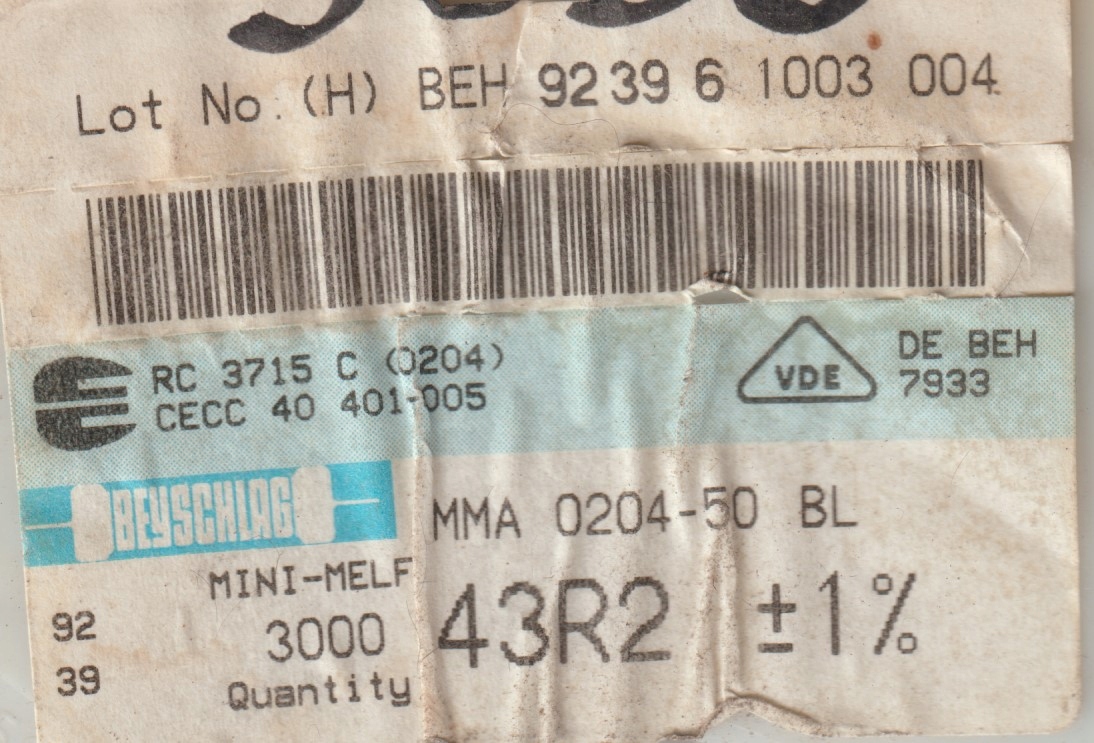 Lot No. (H) BEH 92 39 6 1003 004
RC 3715 C (0204)
CECC 40 401-005
VDE
DE BEH
7933
BEYSCHLAG
MMA 0204-50 BL
MINI-MELF
92
39
3000
Quantity
43R2 ±1%